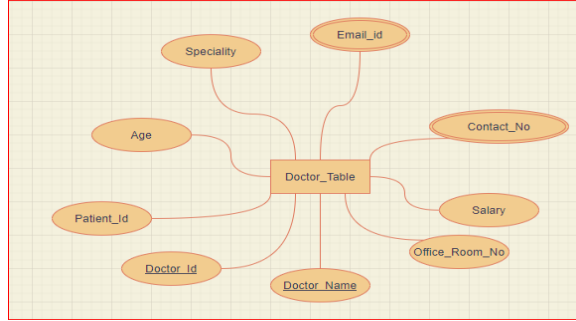 Email_id
Speciality
Contact_No
Age
Doctor_Table
Salary
Patient_Id
Office_Room_No
Doctor_Id
Doctor_Name